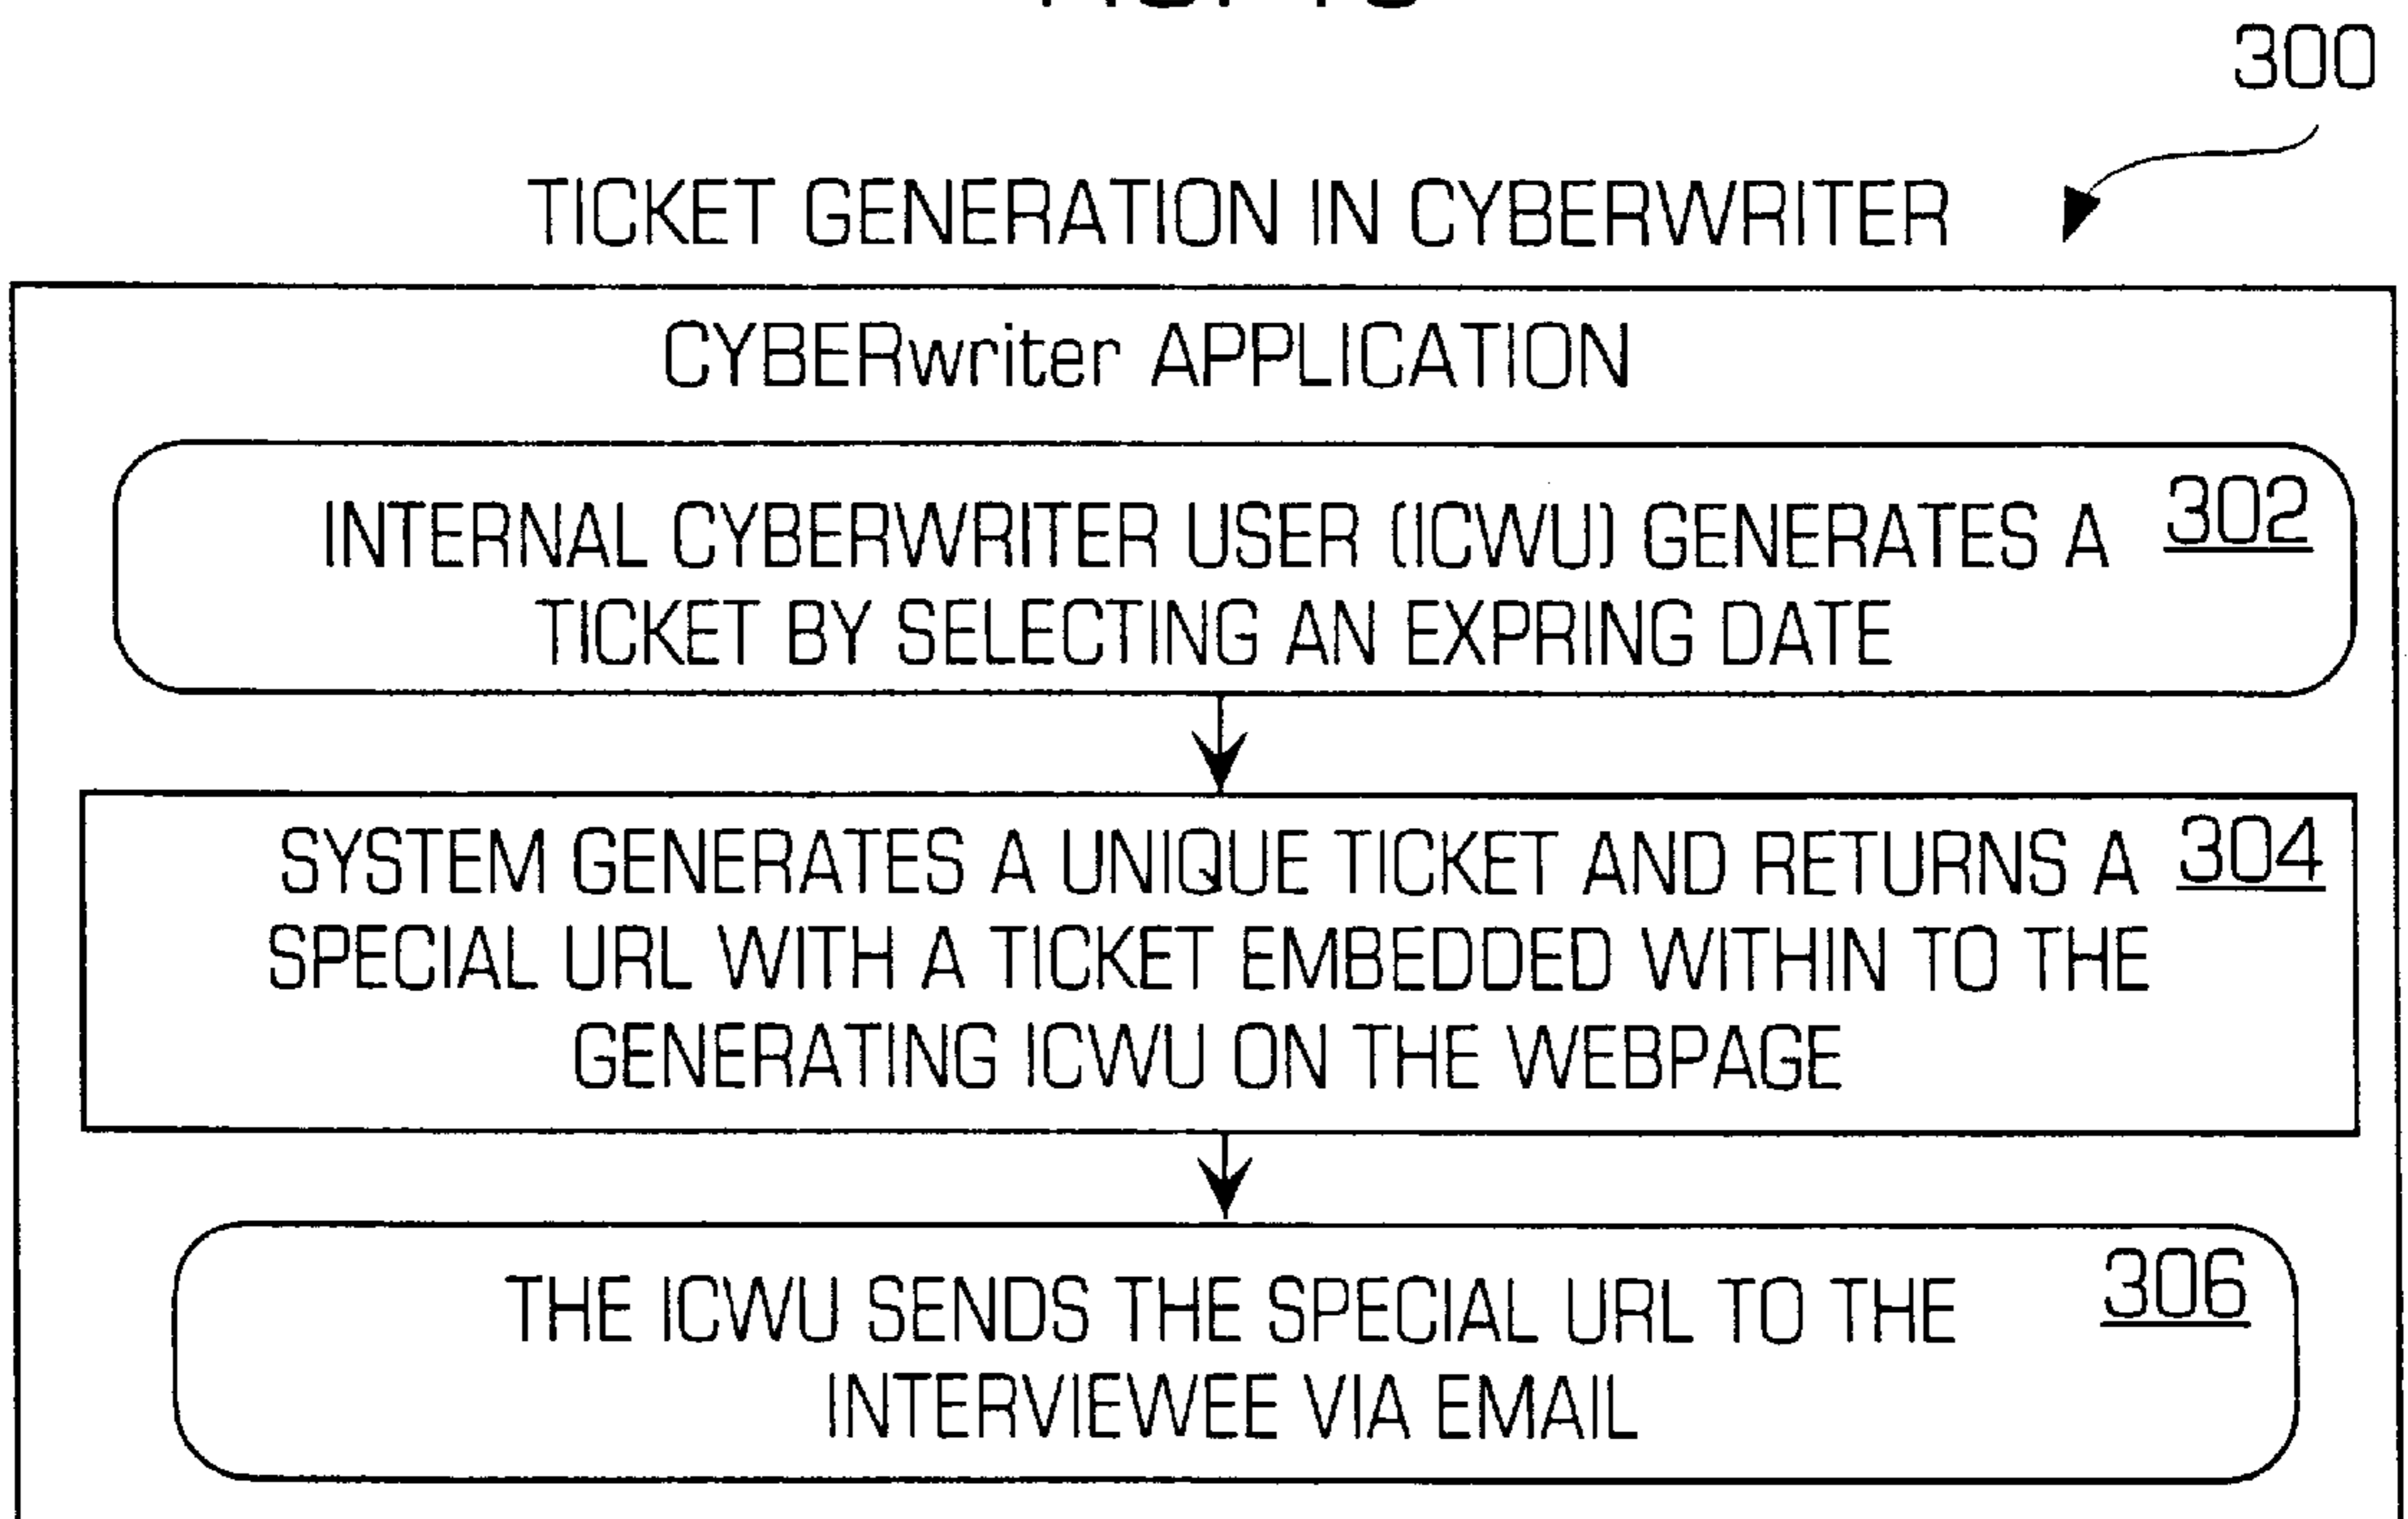 300
TICKET GENERATION IN CYBERWRITER
CYBERwriter APPLICATION
INTERNAL CYBERWRITER USER (ICWU) GENERATES A 302
TICKET BY SELECTING AN EXPRING DATE
SYSTEM GENERATES A UNIQUE TICKET AND RETURNS A 304
SPECIAL URL WITH A TICKET EMBEDDED WITHIN TO THE
GENERATING ICWU ON THE WEBPAGE
THE ICWU SENDS THE SPECIAL URL TO THE 306
INTERVIEWEE VIA EMAIL